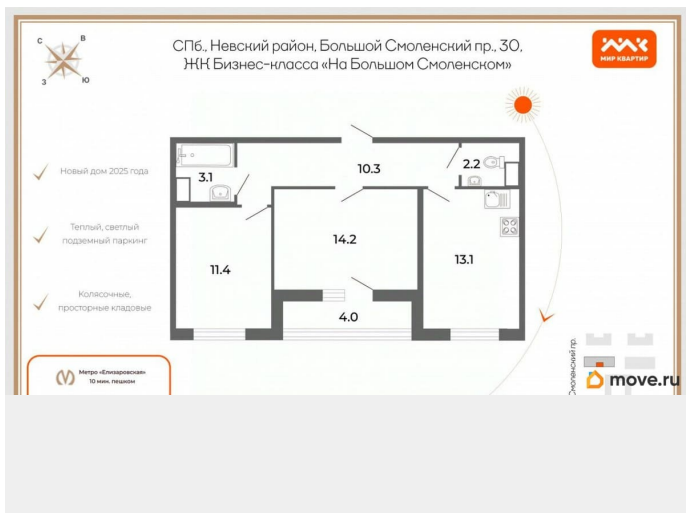 С
В
З
Ю
СПб., Невский район, Большой Смоленский пр., 30,
ЖК Бизнес-класса «На Большом Смоленском»
МИР КВАРТИР
Новый дом 2025 года
Теплый, светлый
подземный паркинг
Колясочные,
просторные кладовые
3.1
10.3
2.2
11.4
14.2
13.1
4.0
Метро «Елизаровская»
10 мин. пешком
Смоленский пр.
move.ru